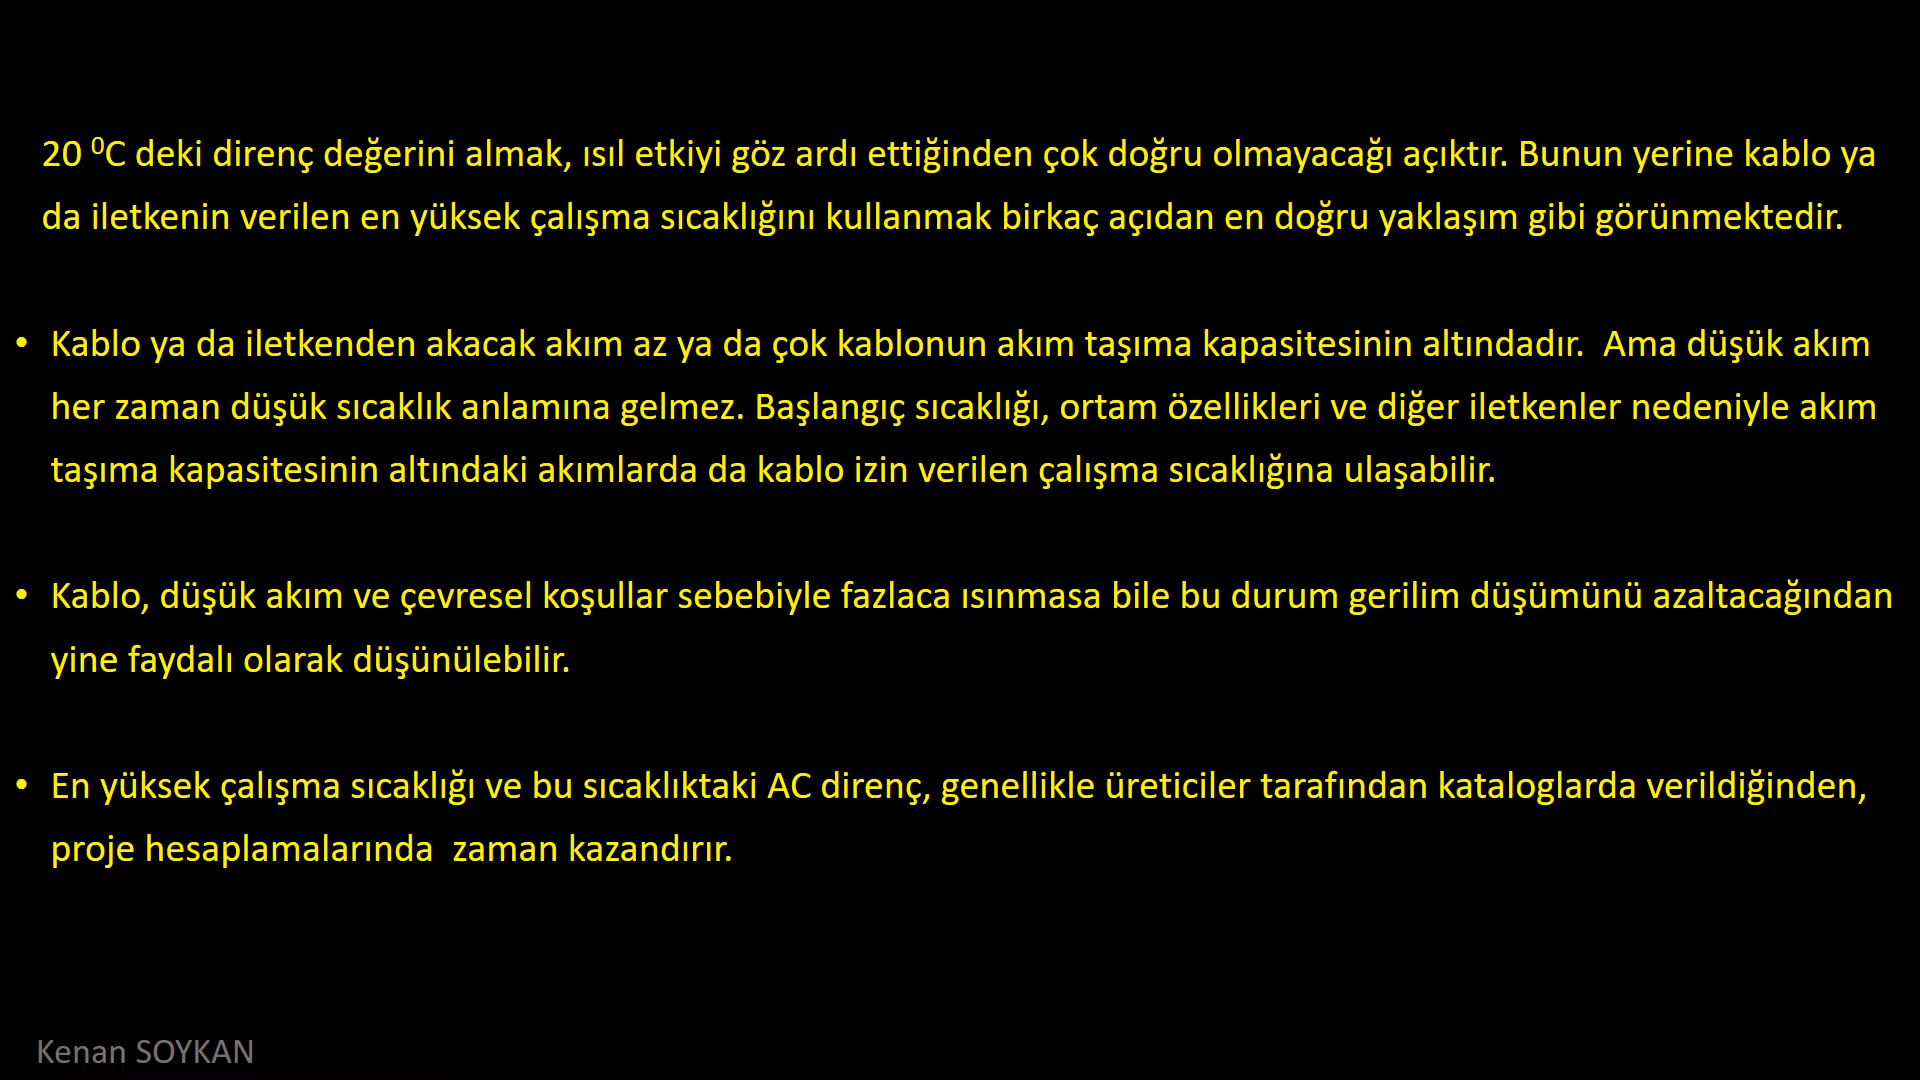 20 ⁰C deki direnç değerini almak, ısıl etkiyi göz ardı ettiğinden çok doğru olmayacağı açıktır. Bunun yerine kablo ya
da iletkenin verilen en yüksek çalışma sıcaklığını kullanmak birkaç açıdan en doğru yaklaşım gibi görünmektedir.
• Kablo ya da iletkenden akacak akım az ya da çok kablonun akım taşıma kapasitesinin altındadır.  Ama düşük akım
her zaman düşük sıcaklık anlamına gelmez. Başlangıç sıcaklığı, ortam özellikleri ve diğer iletkenler nedeniyle akım
taşıma kapasitesinin altındaki akımlarda da kablo izin verilen çalışma sıcaklığına ulaşabilir.
• Kablo, düşük akım ve çevresel koşullar sebebiyle fazlaca ısınmasa bile bu durum gerilim düşümünü azaltacağından
yine faydalı olarak düşünülebilir.
• En yüksek çalışma sıcaklığı ve bu sıcaklıktaki AC direnç, genellikle üreticiler tarafından kataloglarda verildiğinden,
proje hesaplamalarında  zaman kazandırır.
Kenan SOYKAN